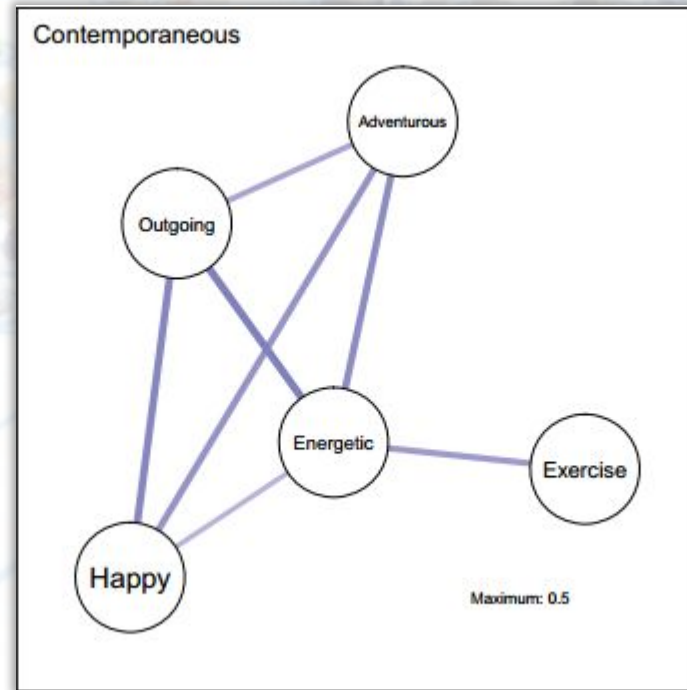 Contemporaneous
Adventurous
Outgoing
Energetic
Exercise
Happy
Maximum: 0.5